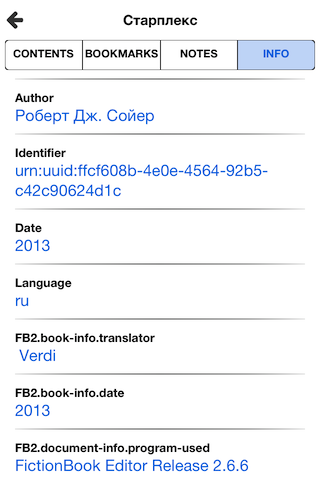 Старплекс
CONTENTS
BOOKMARKS
NOTES
INFO
Author
Роберт Дж. Сойер
Identifier
urn:uuid:ffcf608b-4e0e-4564-92b5-
c42c90624d1c
Date
2013
Language
ru
FB2.book-info.translator
Verdi
FB2.book-info.date
2013
FB2.document-info.program-used
FictionBook Editor Release 2.6.6